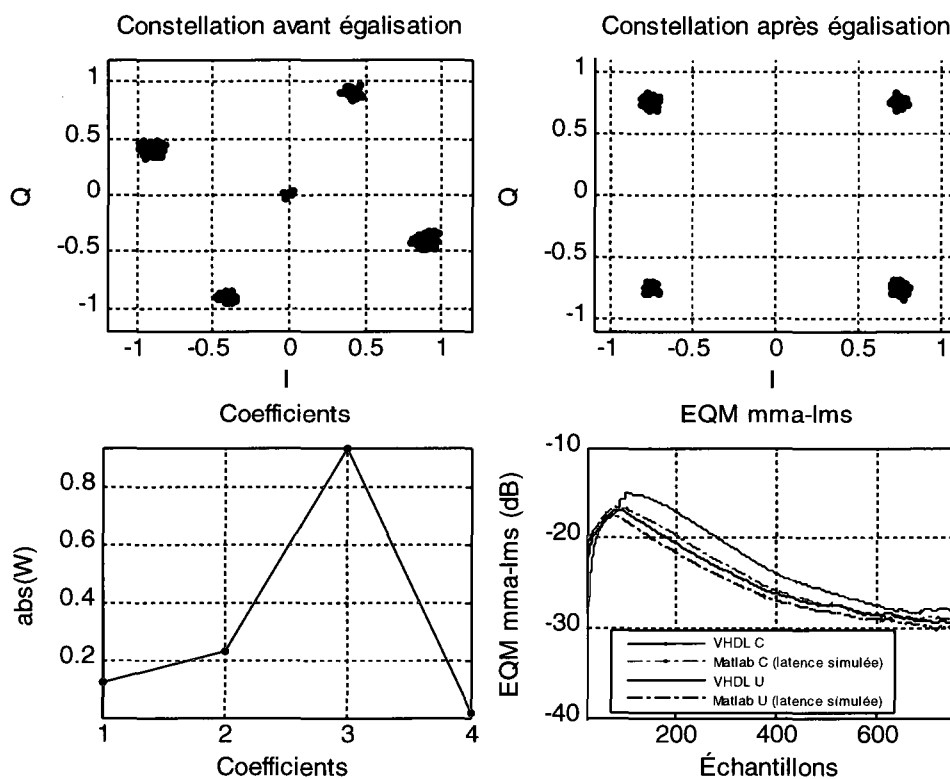 Constellation avant égalisation
1
0.5
0
-0.5
-1
Q
-1 -0.5 0 0.5 1
I
Constellation après égalisation
1
0.5
0
-0.5
-1
Q
-1 -0.5 0 0.5 1
I
Coefficients
0.8
0.6
0.4
0.2
abs(W)
1 2 3 4
Coefficients
EQM mma-lms
-10
-20
-30
-40
EQM mma-lms (dB)
VHDL C
Matlab C (latence simulée)
VHDL U
Matlab U (latence simulée)
200 400 600
Échantillons